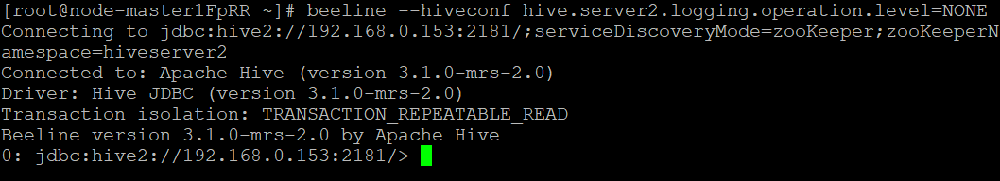 [root@node-master1FpRR ~]# beeline --hiveconf hive.server2.logging.operation.level=NONE
Connecting to jdbc:hive2://192.168.0.153:2181/;serviceDiscoveryMode=zooKeeper;zooKeeperN
amespace=hiveserver2
Connected to: Apache Hive (version 3.1.0-mrs-2.0)
Driver: Hive JDBC (version 3.1.0-mrs-2.0)
Transaction isolation: TRANSACTION_REPEATABLE_READ
Beeline version 3.1.0-mrs-2.0 by Apache Hive
0: jdbc:hive2://192.168.0.153:2181/>